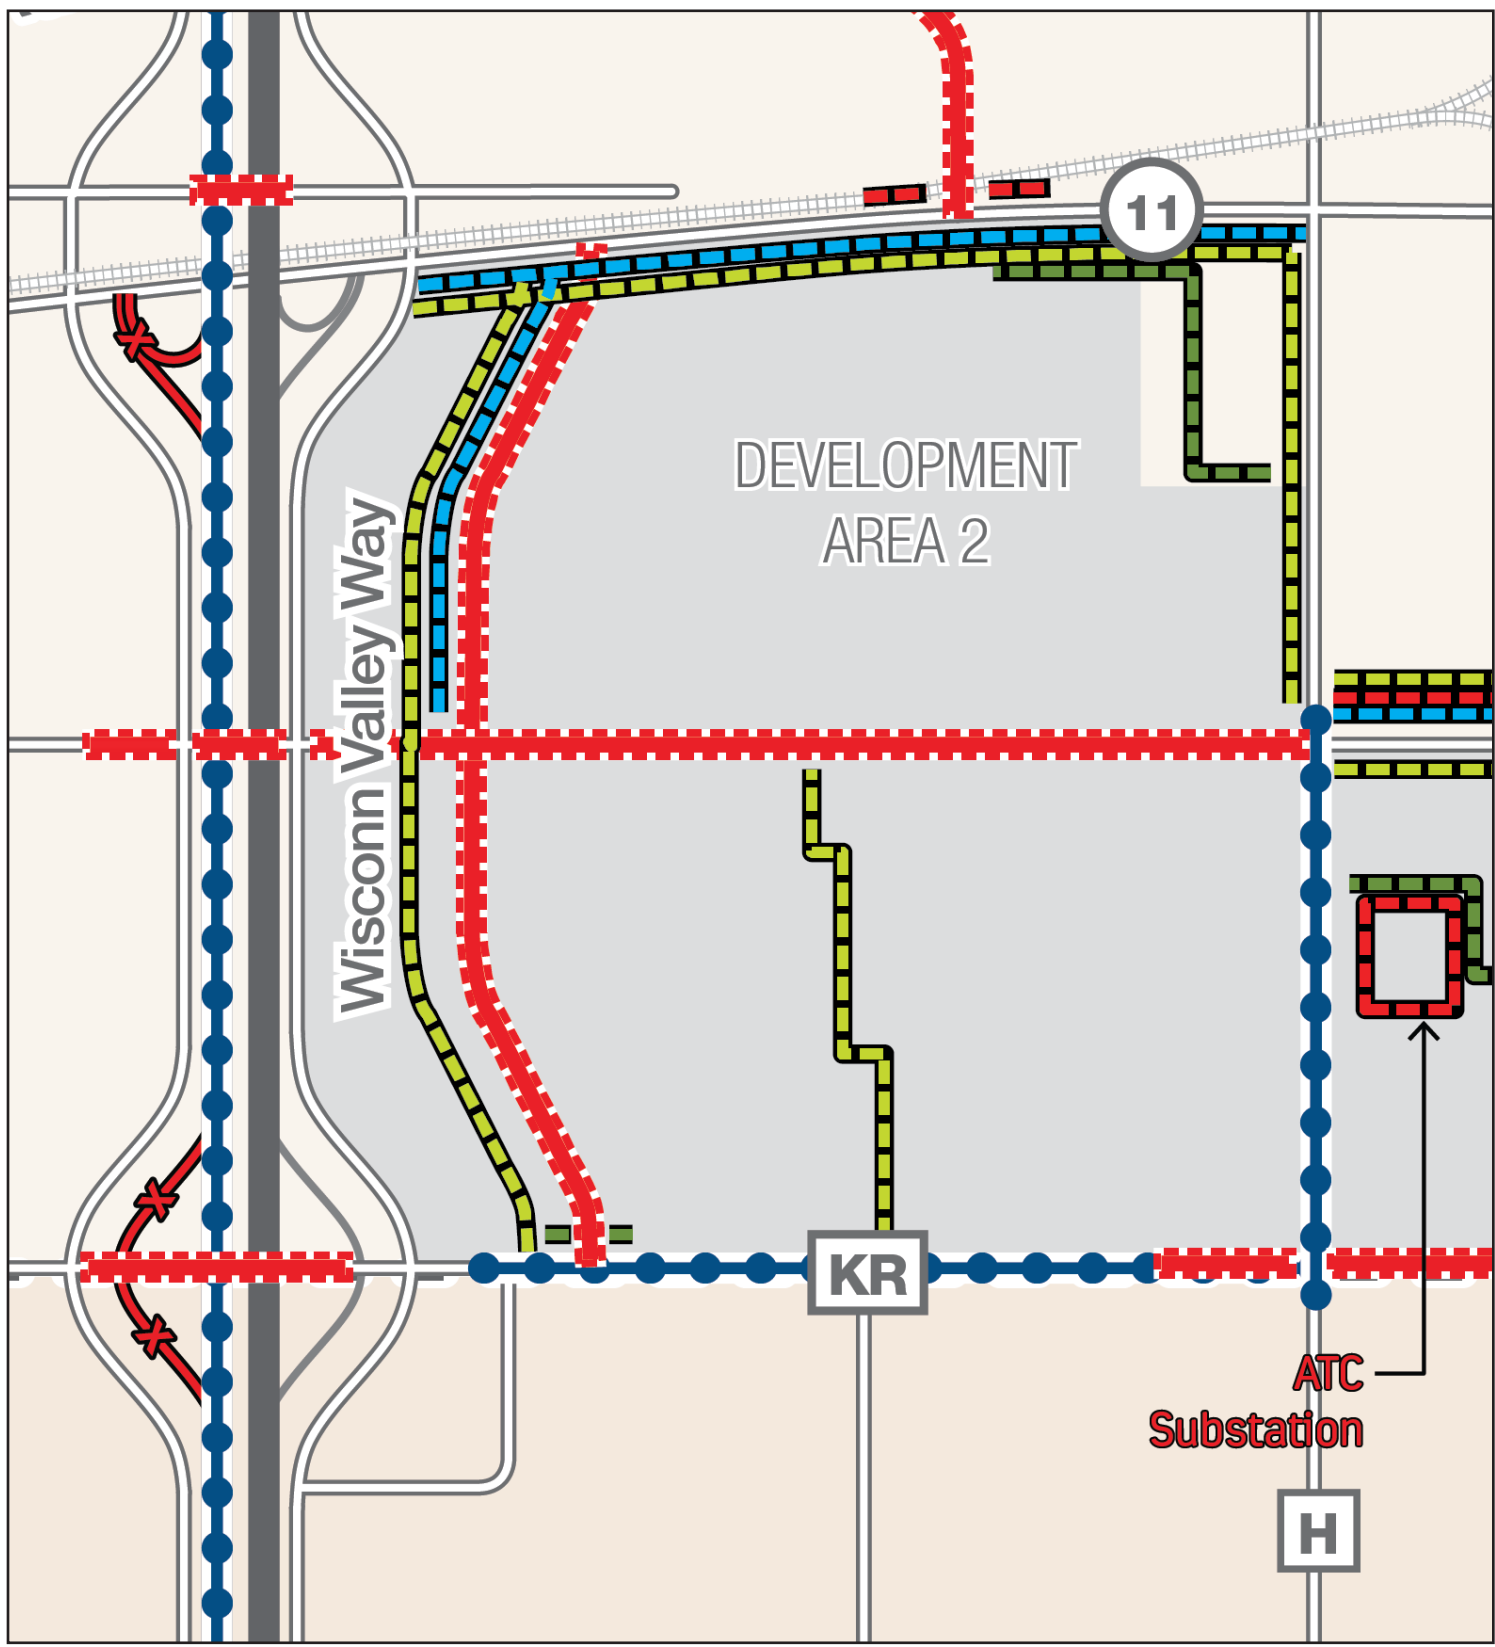 11
DEVELOPMENT
AREA 2
Wisconn Valley Way
KR
ATC
Substation
H